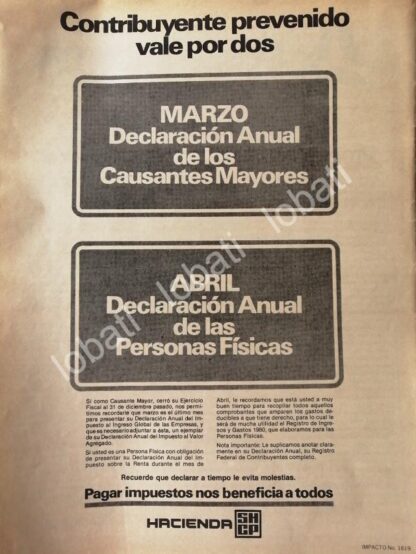 Contribuyente prevenido
vale por dos
MARZO
Declaración Anual
de los
Causantes Mayores
ABRIL
Declaración Anual
de las
Personas Físicas
lobati lobati lobati
lobati lobati lobati
Si como Causante Mayor, cerró su Ejercicio
Fiscal al 31 de diciembre pasado, nos permi-
timos recordarle que marzo es el último mes
para presentar su Declaración Anual del Im-
puesto al Ingreso Global de las Empresas, y
que es necesario adjuntar a ésta, un ejemplar
de su Declaración Anual del Impuesto al Valor
Agregado.
Si usted es una Persona Física con obligación
de presentar su Declaración Anual del Im-
puesto sobre la Renta durante el mes de
Abril, le recordamos que está usted a muy
buen tiempo para recopilar todos aquellos
comprobantes que amparen los gastos de-
ducibles a que tiene derecho, para lo cual le
será de mucha utilidad el Registro de Ingre-
sos y Gastos 1980, que elaboramos para las
Personas Físicas.
Nota importante: Le suplicamos anotar clara-
mente en su Declaración Anual, su Registro
Federal de Contribuyentes completo.
Recuerde que declarar a tiempo le evita molestias.
Pagar impuestos nos beneficia a todos
HACIENDA SHCP
IMPACTO No. 1619